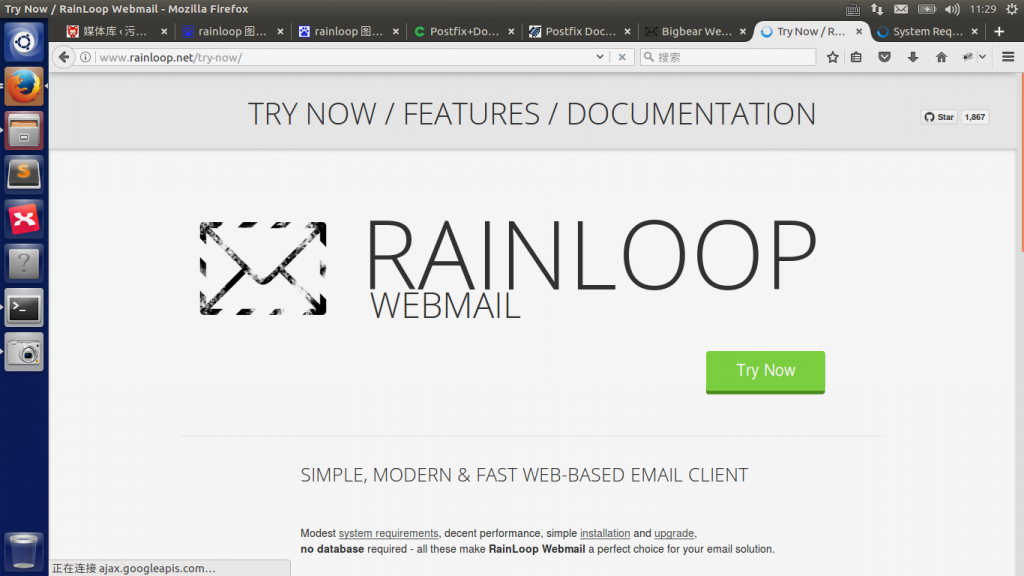 Try Now / RainLoop Webmail - Mozilla Firefox
11:29
媒体库 ‹ 污…
rainloop 图…
rainloop 图…
Postfix+Do…
Postfix Doc…
Bigbear We…
Try Now / R…
System Req…
www.rainloop.net/try-now/
搜索
TRY NOW / FEATURES / DOCUMENTATION
Star
1,867
RAINLOOP
WEBMAIL
Try Now
SIMPLE, MODERN & FAST WEB-BASED EMAIL CLIENT
Modest system requirements, decent performance, simple installation and upgrade,
no database required - all these make RainLoop Webmail a perfect choice for your email solution.
正在连接 ajax.googleapis.com…